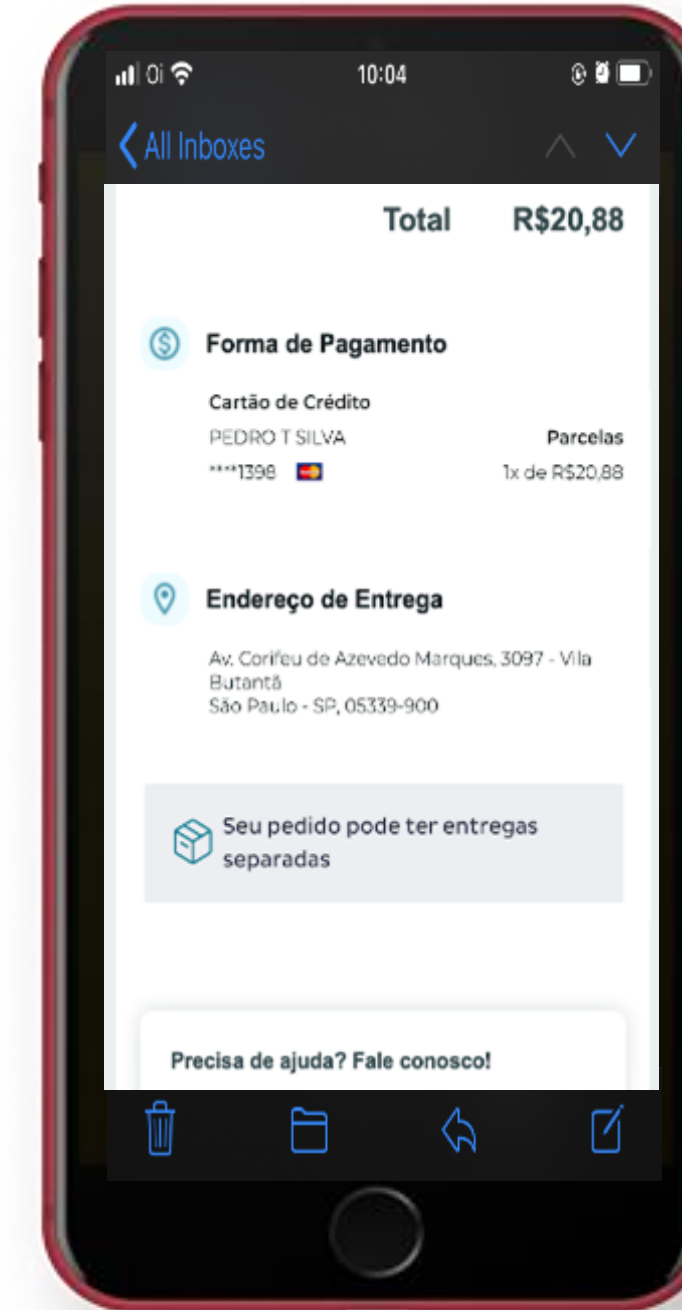 Oi 10:04
All Inboxes
Total R$20,88
Forma de Pagamento
Cartão de Crédito
PEDRO T SILVA Parcelas
****1398 1x de R$20,88
Endereço de Entrega
Av. Corifeu de Azevedo Marques, 3097 - Vila
Butantã
São Paulo - SP, 05339-900
Seu pedido pode ter entregas
separadas
Precisa de ajuda? Fale conosco!